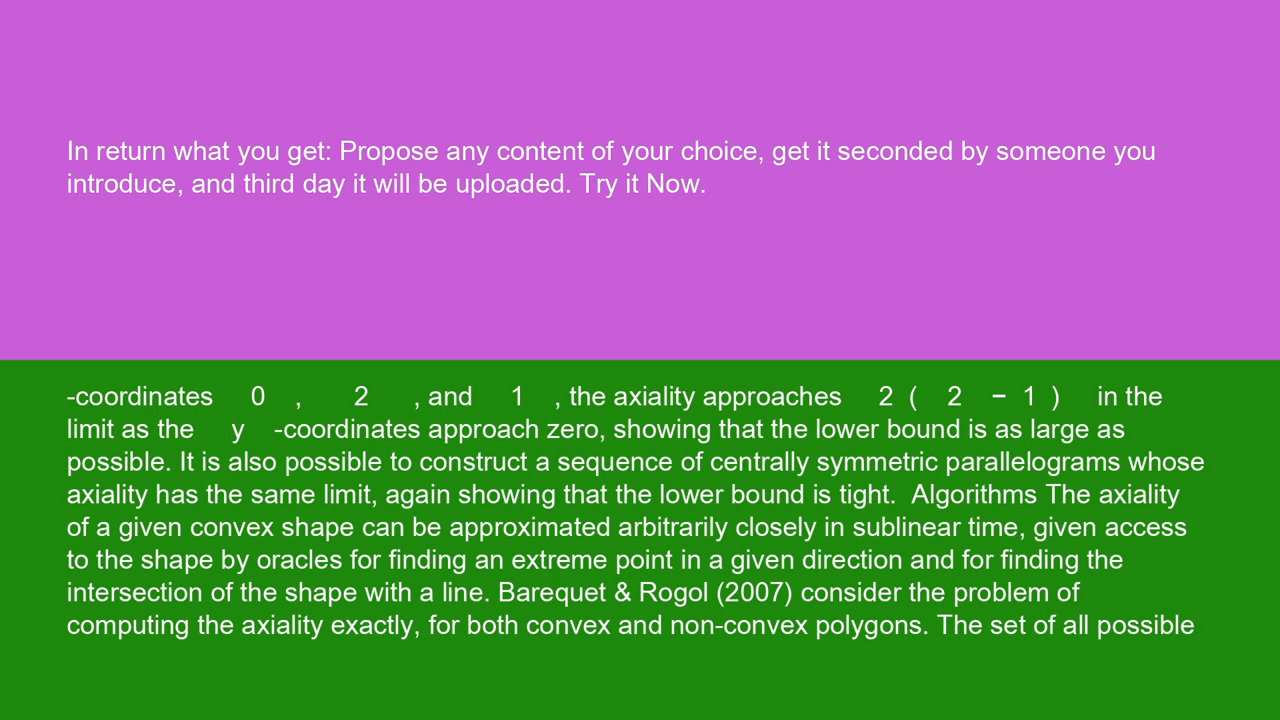 In return what you get: Propose any content of your choice, get it seconded by someone you
introduce, and third day it will be uploaded. Try it Now.
-coordinates 0 , 2 , and 1 , the axiality approaches 2 ( 2 − 1 ) in the
limit as the y -coordinates approach zero, showing that the lower bound is as large as
possible. It is also possible to construct a sequence of centrally symmetric parallelograms whose
axiality has the same limit, again showing that the lower bound is tight. Algorithms The axiality
of a given convex shape can be approximated arbitrarily closely in sublinear time, given access
to the shape by oracles for finding an extreme point in a given direction and for finding the
intersection of the shape with a line. Barequet & Rogol (2007) consider the problem of
computing the axiality exactly, for both convex and non-convex polygons. The set of all possible